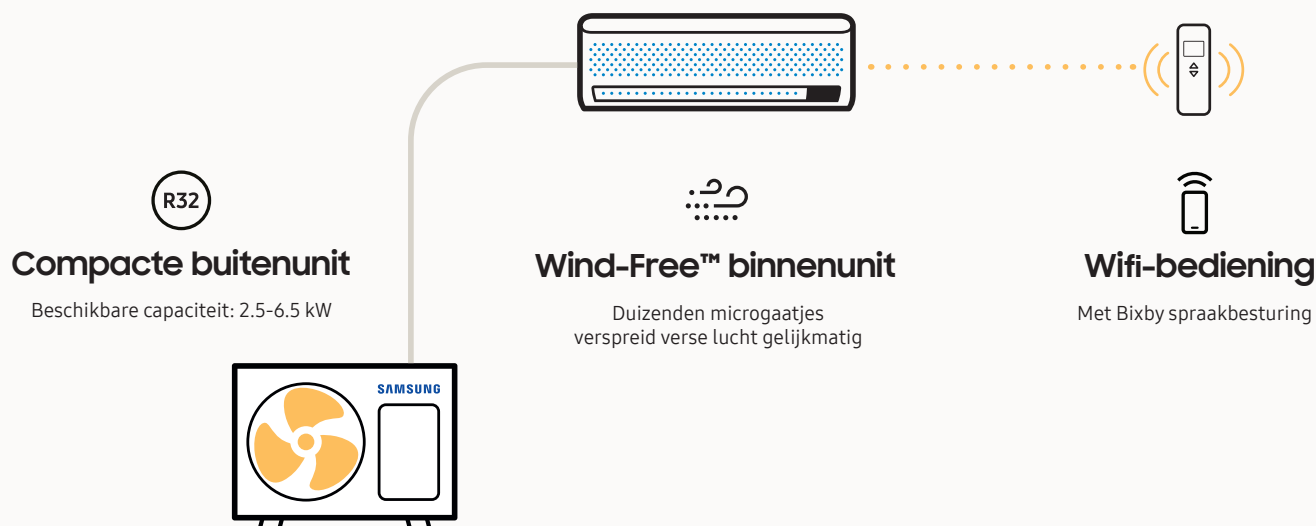 R32
Compacte buitenunit
Beschikbare capaciteit: 2.5-6.5 kW
Wind-Free™ binnenunit
Duizenden microgaatjes
verspreid verse lucht gelijkmatig
Wifi-bediening
Met Bixby spraakbesturing
SAMSUNG